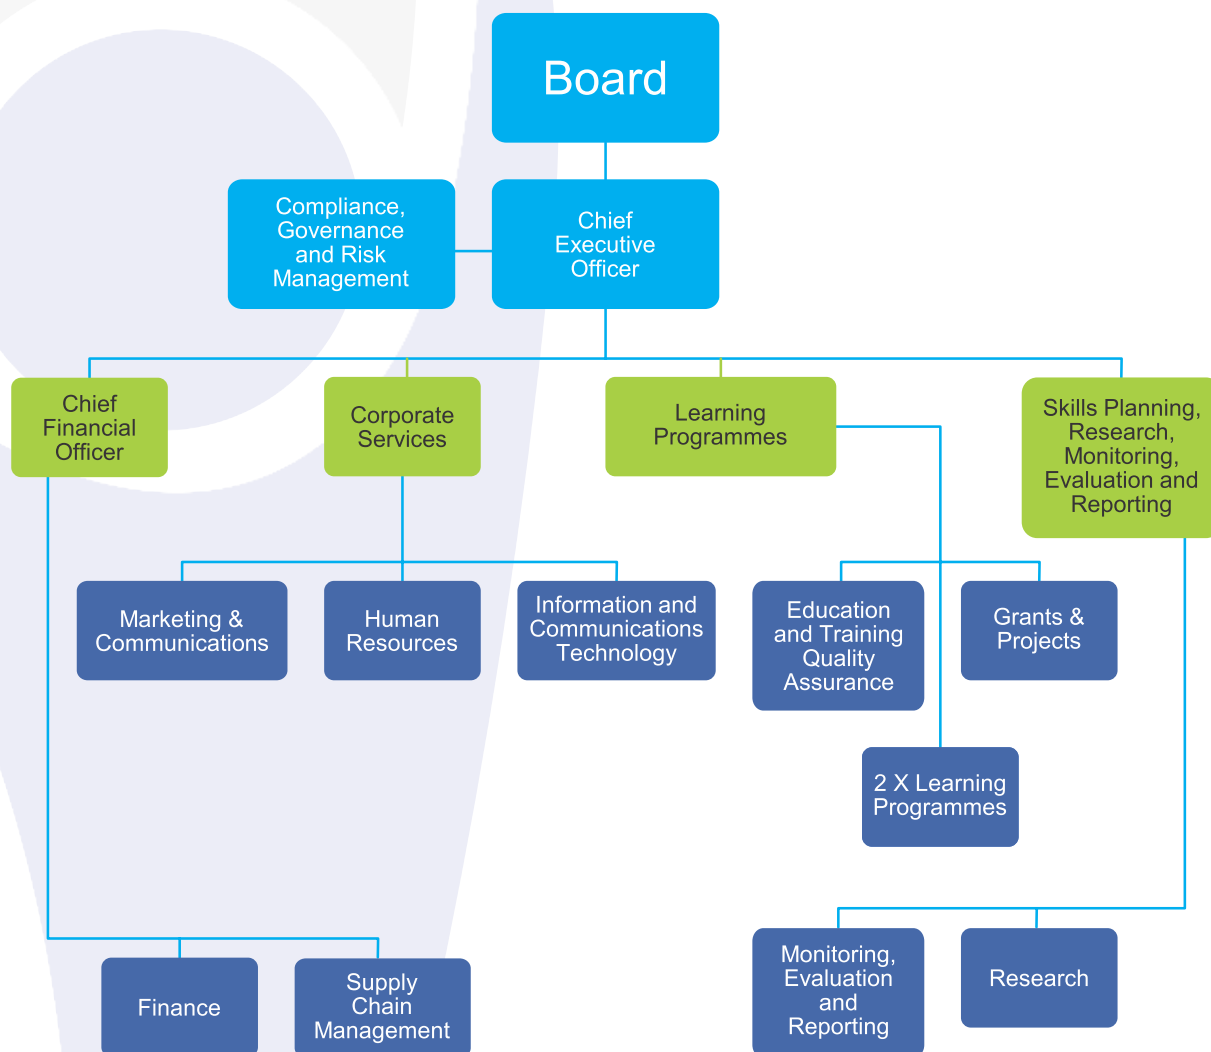 Board
Compliance,
Governance
and Risk
Management
Chief
Executive
Officer
Chief
Financial
Officer
Corporate
Services
Learning
Programmes
Skills Planning,
Research,
Monitoring,
Evaluation and
Reporting
Marketing &
Communications
Human
Resources
Information and
Communications
Technology
Education
and Training
Quality
Assurance
Grants &
Projects
2 X Learning
Programmes
Finance
Supply
Chain
Management
Monitoring,
Evaluation
and
Reporting
Research